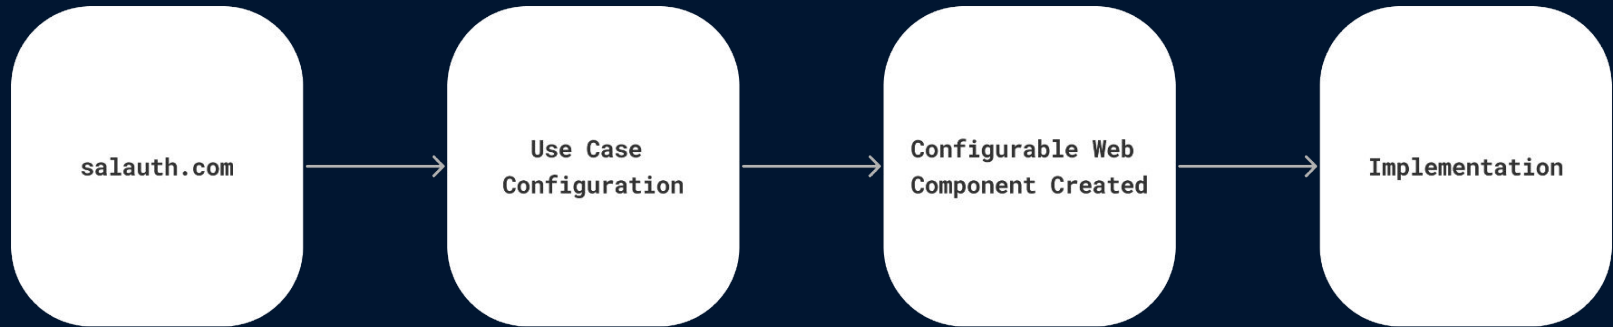 salauth.com
Use Case
Configuration
Configurable Web
Component Created
Implementation